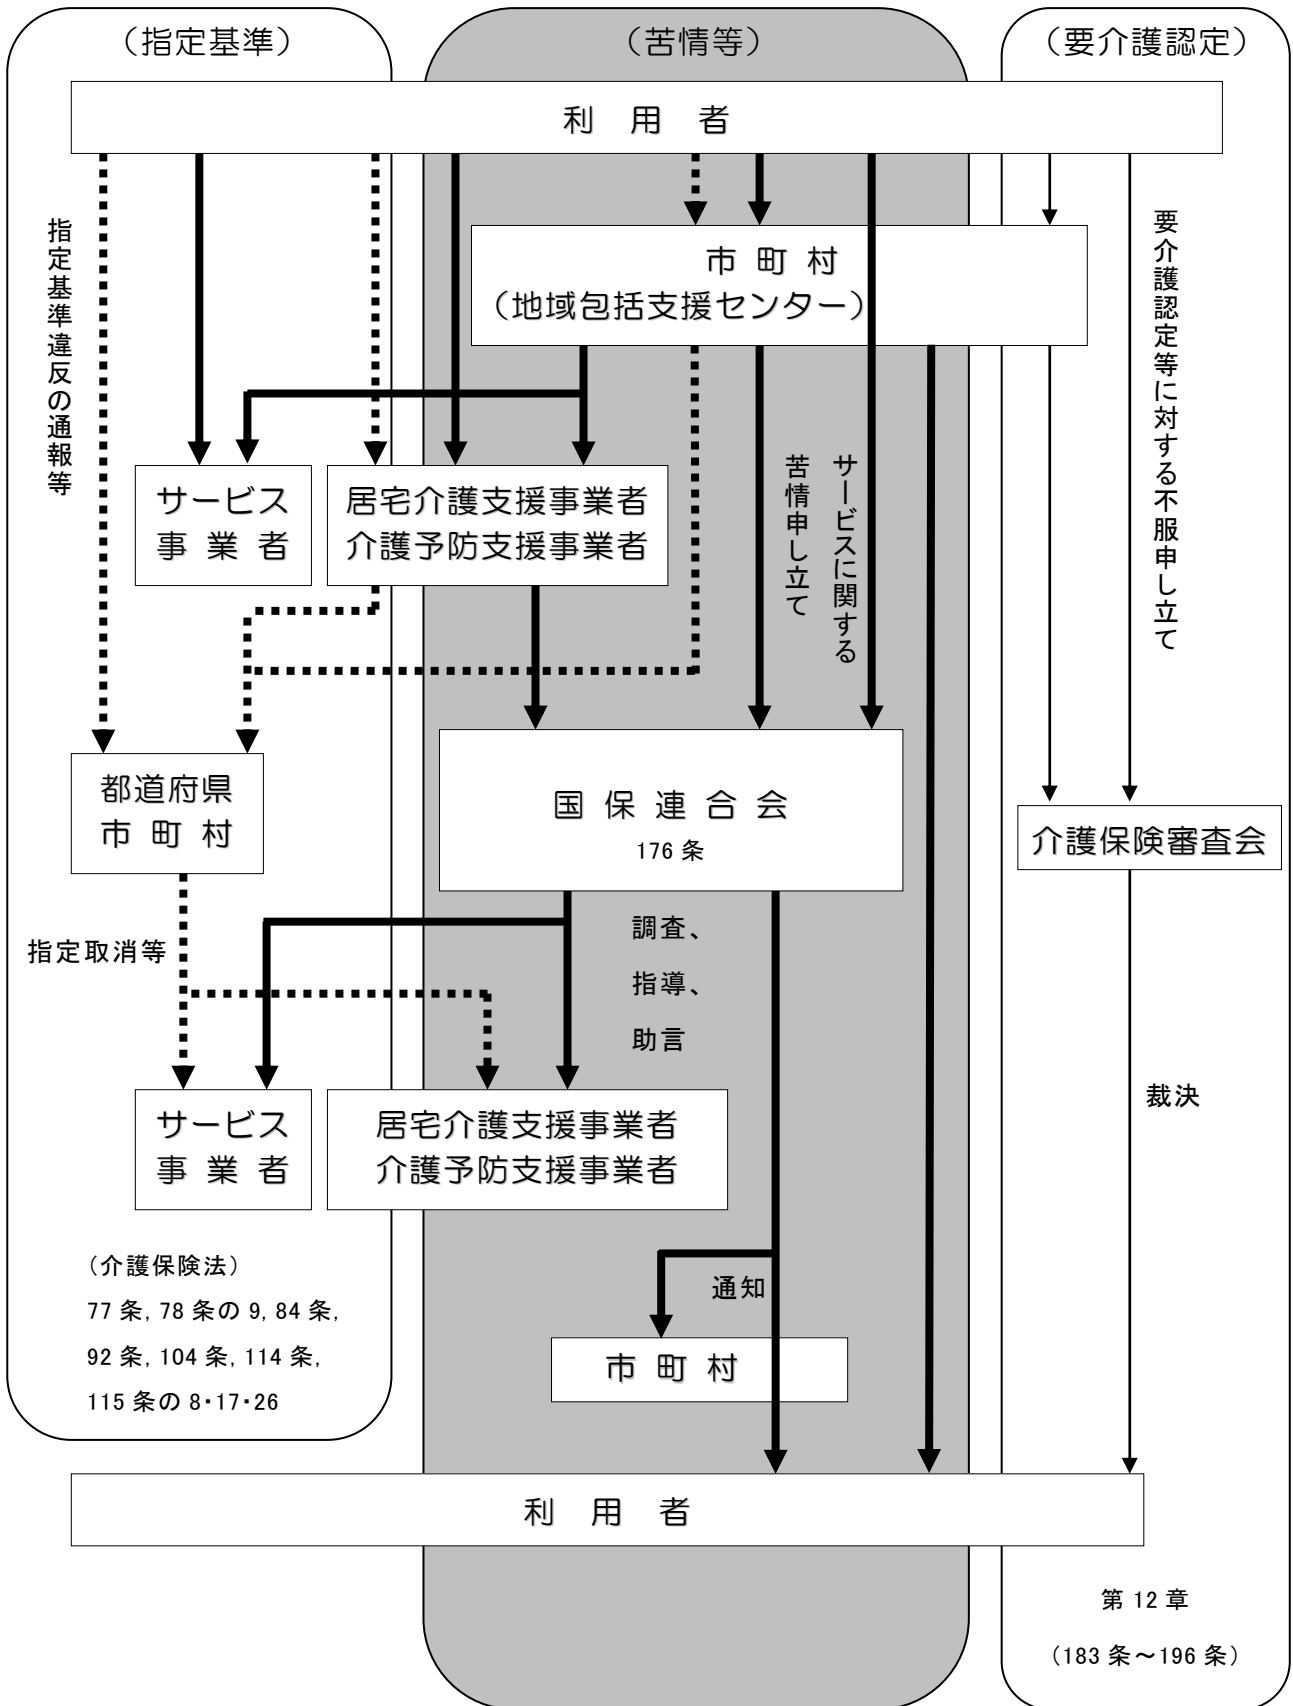 （指定基準）
（苦情等）
（要介護認定）
利　用　者
市 町 村
（地域包括支援センター）
指定基準違反の通報等
要介護認定等に対する不服申し立て
サービス
事 業 者
居宅介護支援事業者
介護予防支援事業者
サービスに関する
苦情申し立て
都道府県
市 町 村
国 保 連 合 会
176 条
介護保険審査会
指定取消等
調査、
指導、
助言
サービス
事 業 者
居宅介護支援事業者
介護予防支援事業者
裁決
（介護保険法）
77 条, 78 条の 9, 84 条,
92 条, 104 条, 114 条,
115 条の 8・17・26
通知
市 町 村
利　用　者
第 12 章
（183 条～196 条）